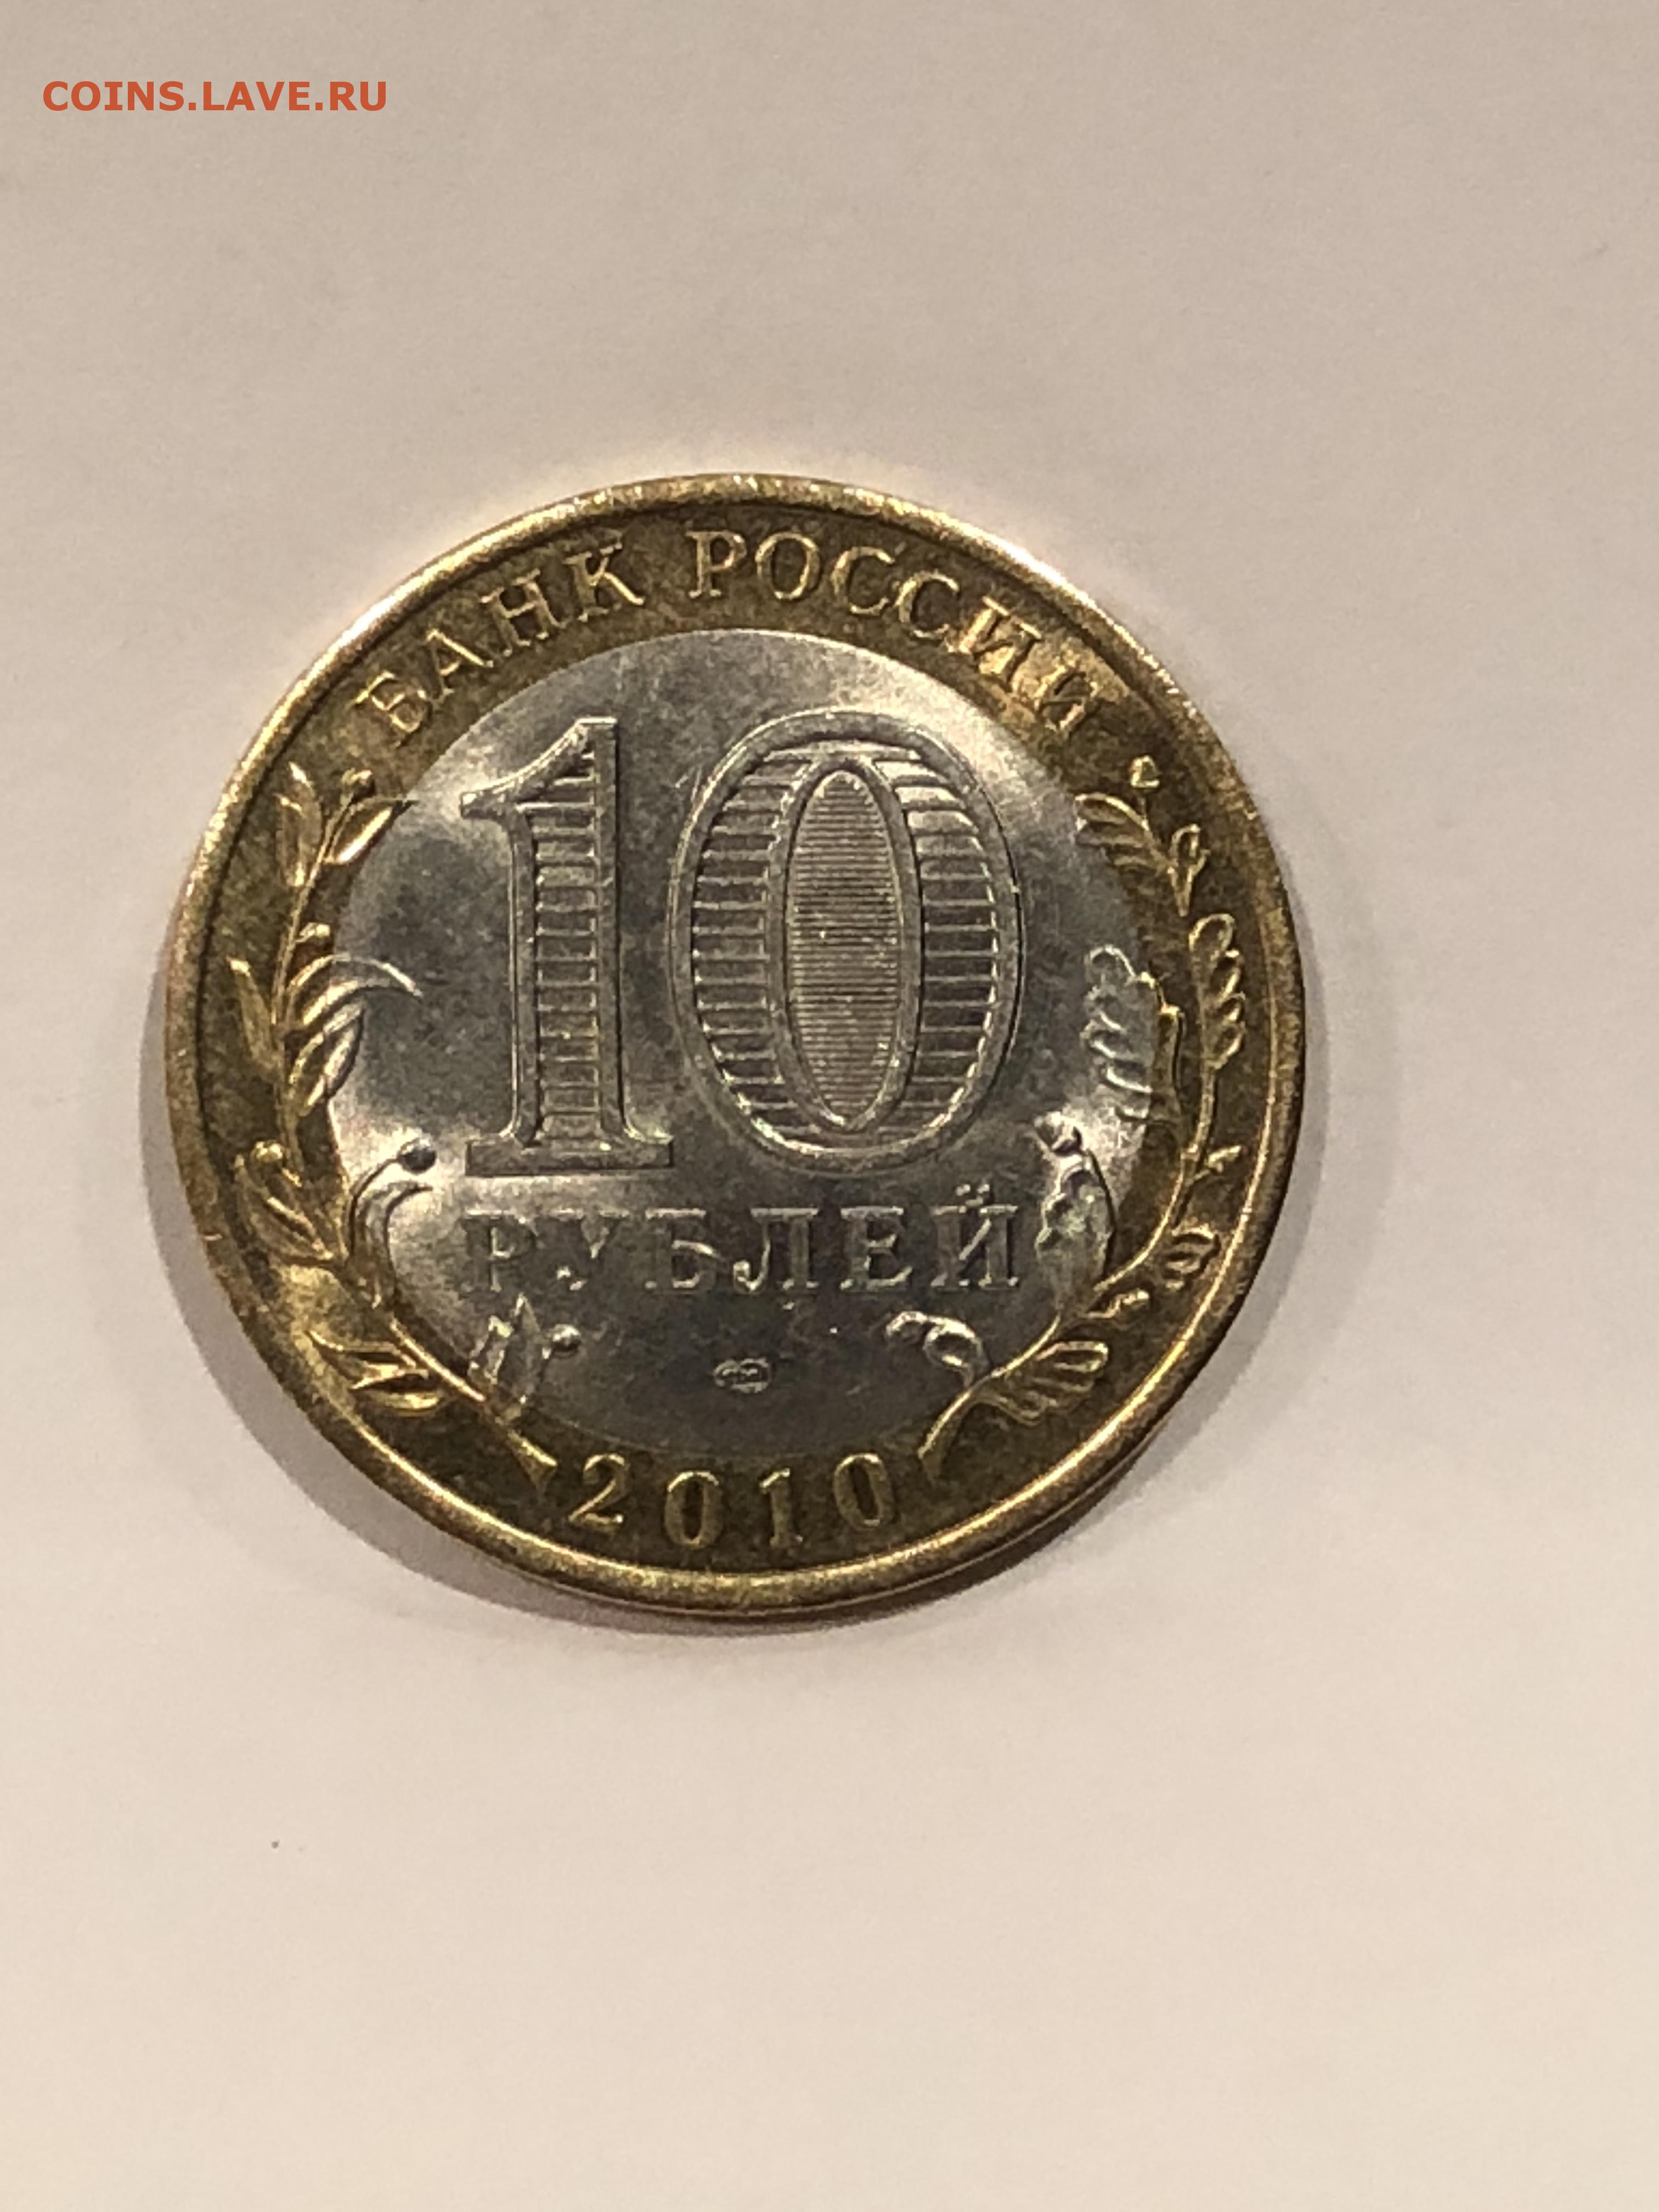 COINS.LAVE.RU
БАНК РОССИИ
10
РУБЛЕЙ
2010